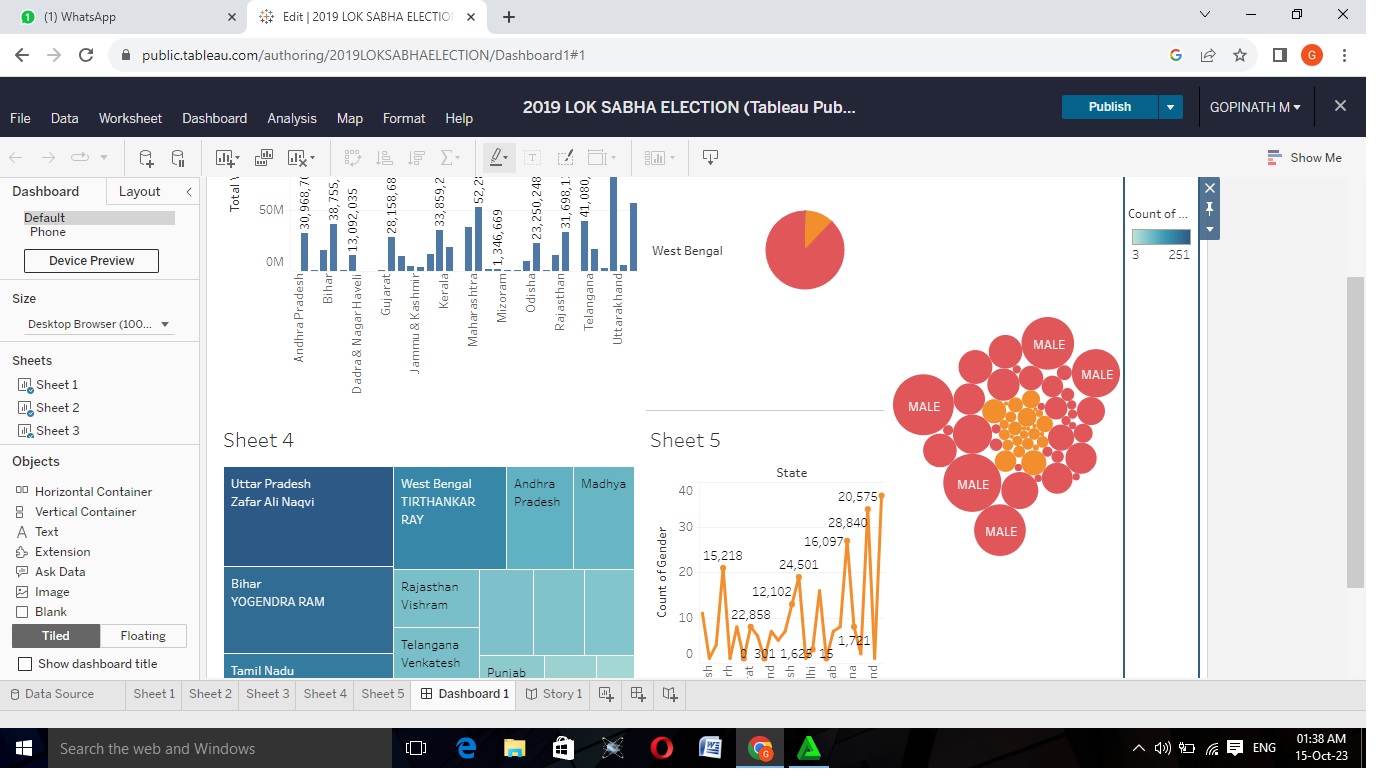 (1) WhatsApp
Edit | 2019 LOK SABHA ELECTIO
public.tableau.com/authoring/2019LOKSABHAELECTION/Dashboard1#1
G
2019 LOK SABHA ELECTION (Tableau Pub...
Publish
GOPINATH M
File Data Worksheet Dashboard Analysis Map Format Help
Show Me
Dashboard Layout
Default
Phone
Device Preview
Size
Desktop Browser (100...
Sheets
Sheet 1
Sheet 2
Sheet 3
Objects
Horizontal Container
Vertical Container
Text
Extension
Ask Data
Image
Blank
Tiled Floating
Show dashboard title
Total
50M
0M
30,968,70
38,755,
13,092,035
28,158,68
33,859,2
52,2
1,346,669
23,250,248
31,698,1
41,080,
Andhra Pradesh
Bihar
Dadra & Nagar Haveli
Gujarat
Jammu & Kashmir
Kerala
Maharashtra
Mizoram
Odisha
Rajasthan
Telangana
Uttarakhand
West Bengal
Count of ...
3 251
MALE
MALE
MALE
MALE
MALE
Sheet 4
Uttar Pradesh
Zafar Ali Naqvi
West Bengal
TIRTHANKAR
RAY
Andhra
Pradesh
Madhya
Bihar
YOGENDRA RAM
Rajasthan
Vishram
Telangana
Venkatesh
Tamil Nadu
Punjab
Sheet 5
State
Count of Gender
40
30
20
10
0
20,575
28,840
16,097
15,218
24,501
12,102
22,858
1,721
0 301 1,625 15
sh
rh
at
nd
sh
lhi
ab
na
nd
Data Source Sheet 1 Sheet 2 Sheet 3 Sheet 4 Sheet 5 Dashboard 1 Story 1
Search the web and Windows
ENG
01:38 AM
15-Oct-23